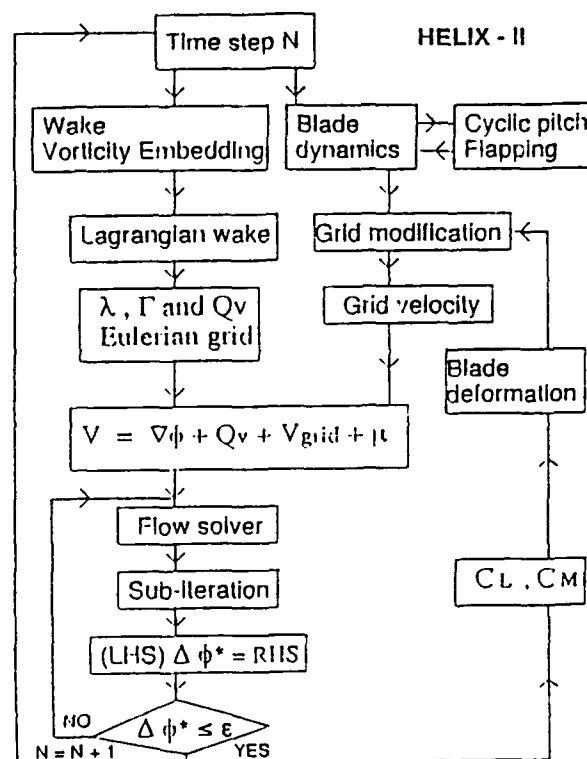 Time step N
HELIX - II
Wake
Vorticity Embedding
Blade
dynamics
Cyclic pitch
Flapping
Lagrangian wake
Grid modification
λ , Γ and Qv
Eulerian grid
Grid velocity
Blade
deformation
V = ∇ϕ + Qv + Vgrid + μ
Flow solver
Sub-Iteration
CL , CM
(LHS) Δ ϕ* = RHS
NO
Δ ϕ* ≤ ε
N = N + 1
YES